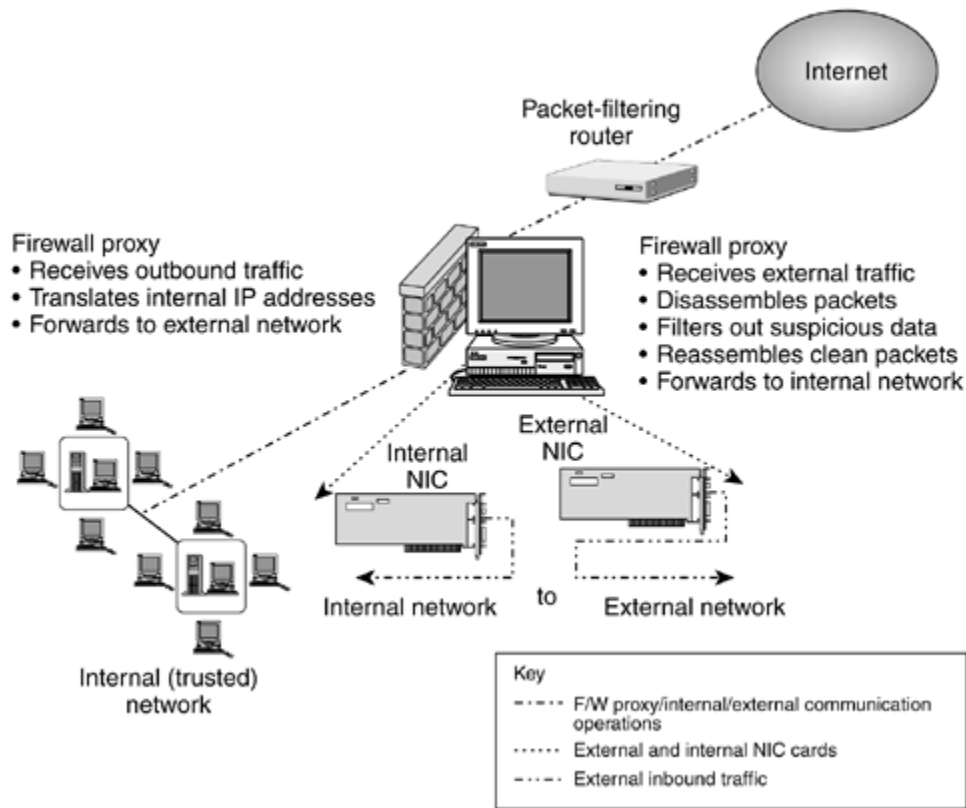 Internet
Packet-filtering
router
Firewall proxy
• Receives outbound traffic
• Translates internal IP addresses
• Forwards to external network
Firewall proxy
• Receives external traffic
• Disassembles packets
• Filters out suspicious data
• Reassembles clean packets
• Forwards to internal network
Internal
NIC
External
NIC
Internal network
to
External network
Internal (trusted)
network
Key
F/W proxy/internal/external communication
operations
External and internal NIC cards
External inbound traffic